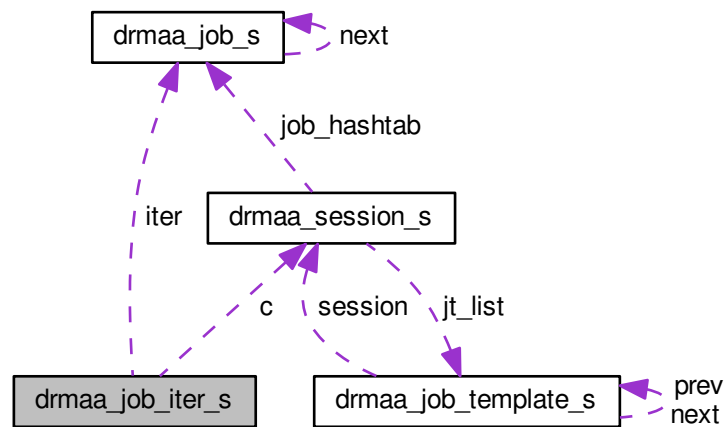 drmaa_job_s
next
job_hashtab
iter
drmaa_session_s
c
session
jt_list
drmaa_job_iter_s
drmaa_job_template_s
prev
next